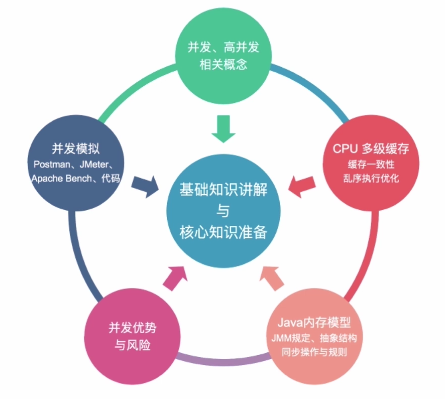 并发、高并发
相关概念
并发模拟
Postman、JMeter、
Apache Bench、代码
CPU 多级缓存
缓存一致性
乱序执行优化
基础知识讲解
与
核心知识准备
并发优势
与风险
Java内存模型
JMM规定、抽象结构
同步操作与规则